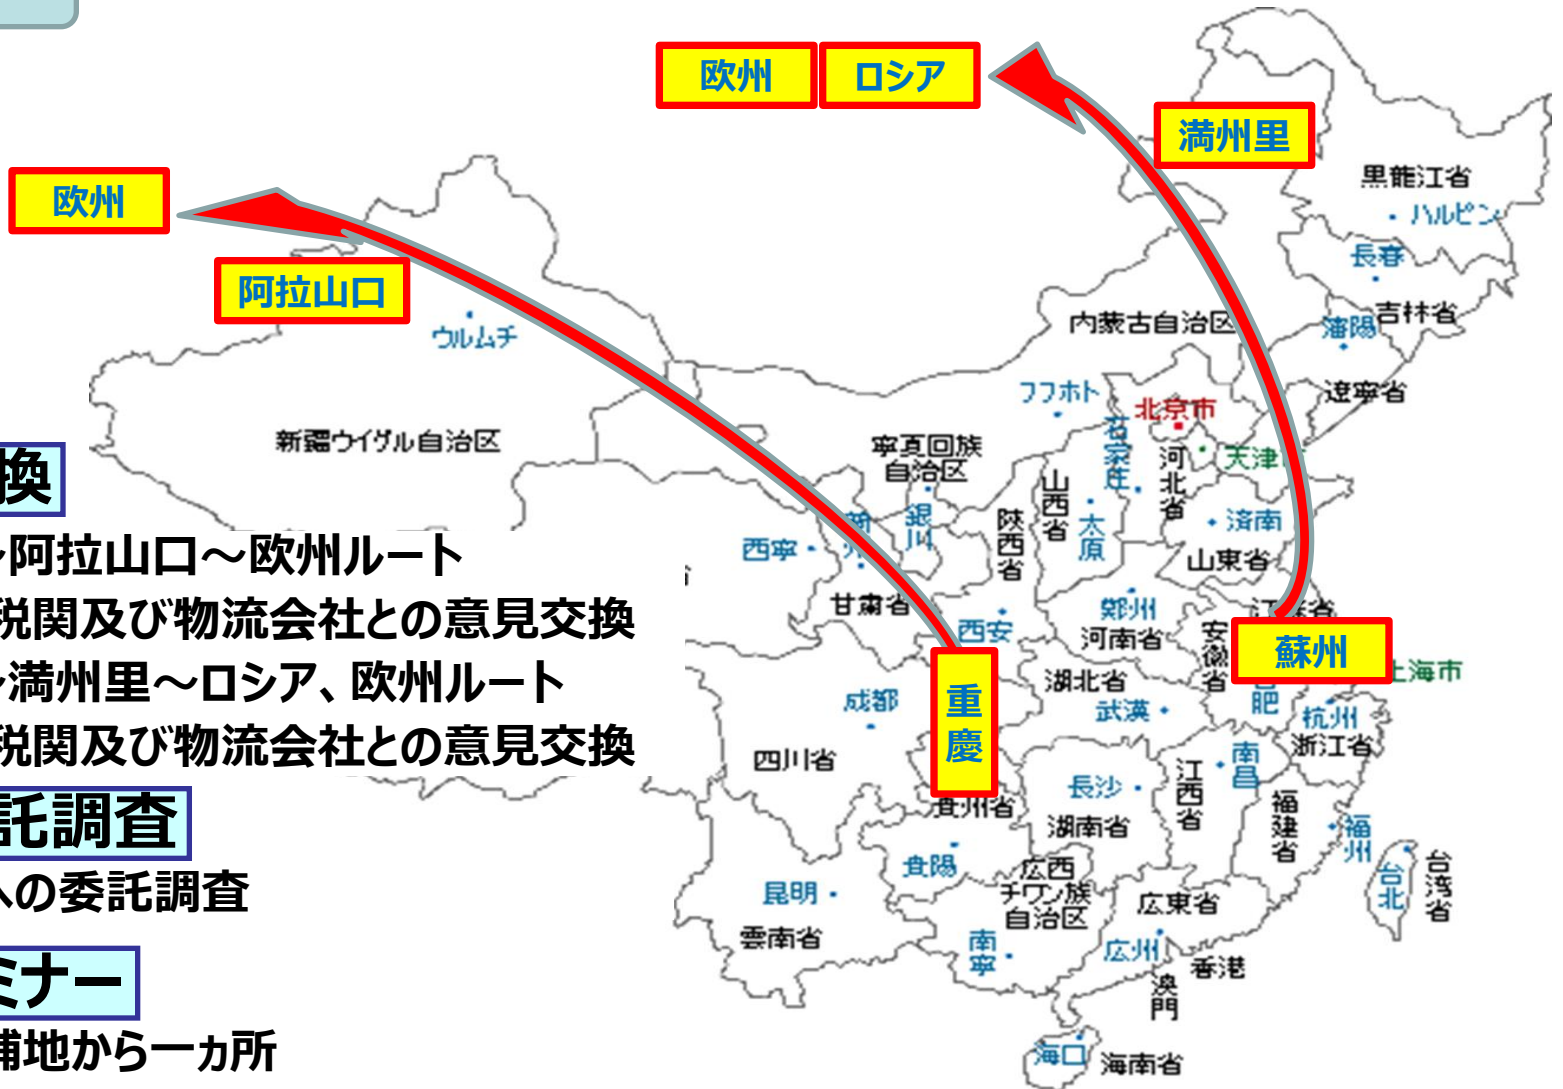 欧州
ロシア
満州里
欧州
阿拉山口
黒龍江省
ハルピン
長春
吉林省
瀋陽
遼寧省
内蒙古自治区
ウルムチ
新疆ウイグル自治区
フフホト
北京市
天津
石家庄
河北省
寧夏回族
自治区
銀川
山西省
太原
陝西省
済南
山東省
西寧
甘粛省
西安
鄭州
河南省
安徽省
蘇州
上海市
湖北省
武漢
肥
杭州
浙江省
成都
四川省
重慶
南昌
江西省
長沙
湖南省
福建省
福州
貴州省
貴陽
広西
チワン族
自治区
昆明
雲南省
南寧
広東省
広州
香港
澳門
台北
台湾省
海口
海南省
換
～阿拉山口～欧州ルート
税関及び物流会社との意見交換
～満州里～ロシア、欧州ルート
税関及び物流会社との意見交換
託調査
への委託調査
ミナー
補地から一ヵ所